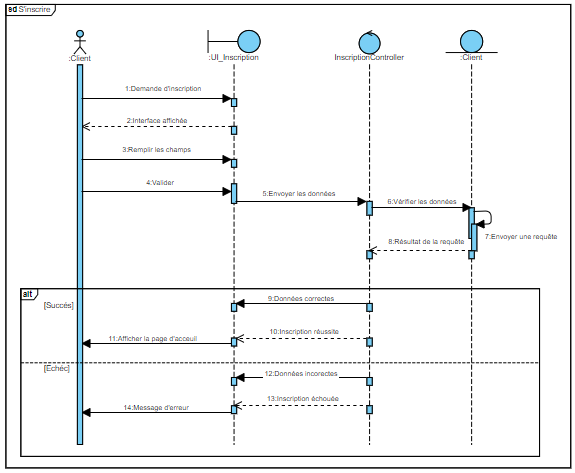 sd S'inscrire
:Client
:UI_Inscription
InscriptionController
:Client
1:Demande d'inscription
2:Interface affichée
3:Remplir les champs
4:Valider
5:Envoyer les données
6:Vérifier les données
7:Envoyer une requête
8:Résultat de la requête
alt
[Succés]
9:Données correctes
10:Inscription réussite
11:Afficher la page d'acceuil
[Echéc]
12:Données incorectes
13:Inscription échouée
14:Message d'erreur